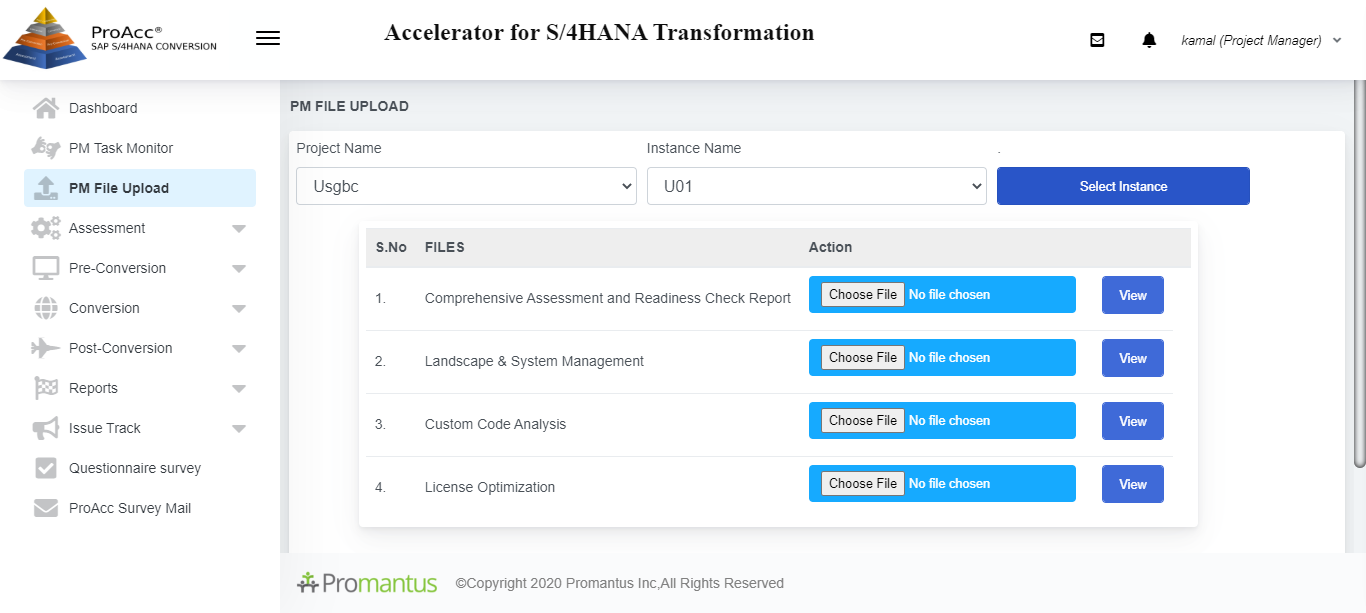 ProAcc®
SAP S/4HANA CONVERSION
Accelerator for S/4HANA Transformation
kamal (Project Manager)
Dashboard
PM Task Monitor
PM File Upload
Assessment
Pre-Conversion
Conversion
Post-Conversion
Reports
Issue Track
Questionnaire survey
ProAcc Survey Mail
PM FILE UPLOAD
Project Name Instance Name .
Usgbc U01 Select Instance
S.No FILES Action
1. Comprehensive Assessment and Readiness Check Report Choose File No file chosen View
2. Landscape & System Management Choose File No file chosen View
3. Custom Code Analysis Choose File No file chosen View
4. License Optimization Choose File No file chosen View
Promantus ©Copyright 2020 Promantus Inc,All Rights Reserved